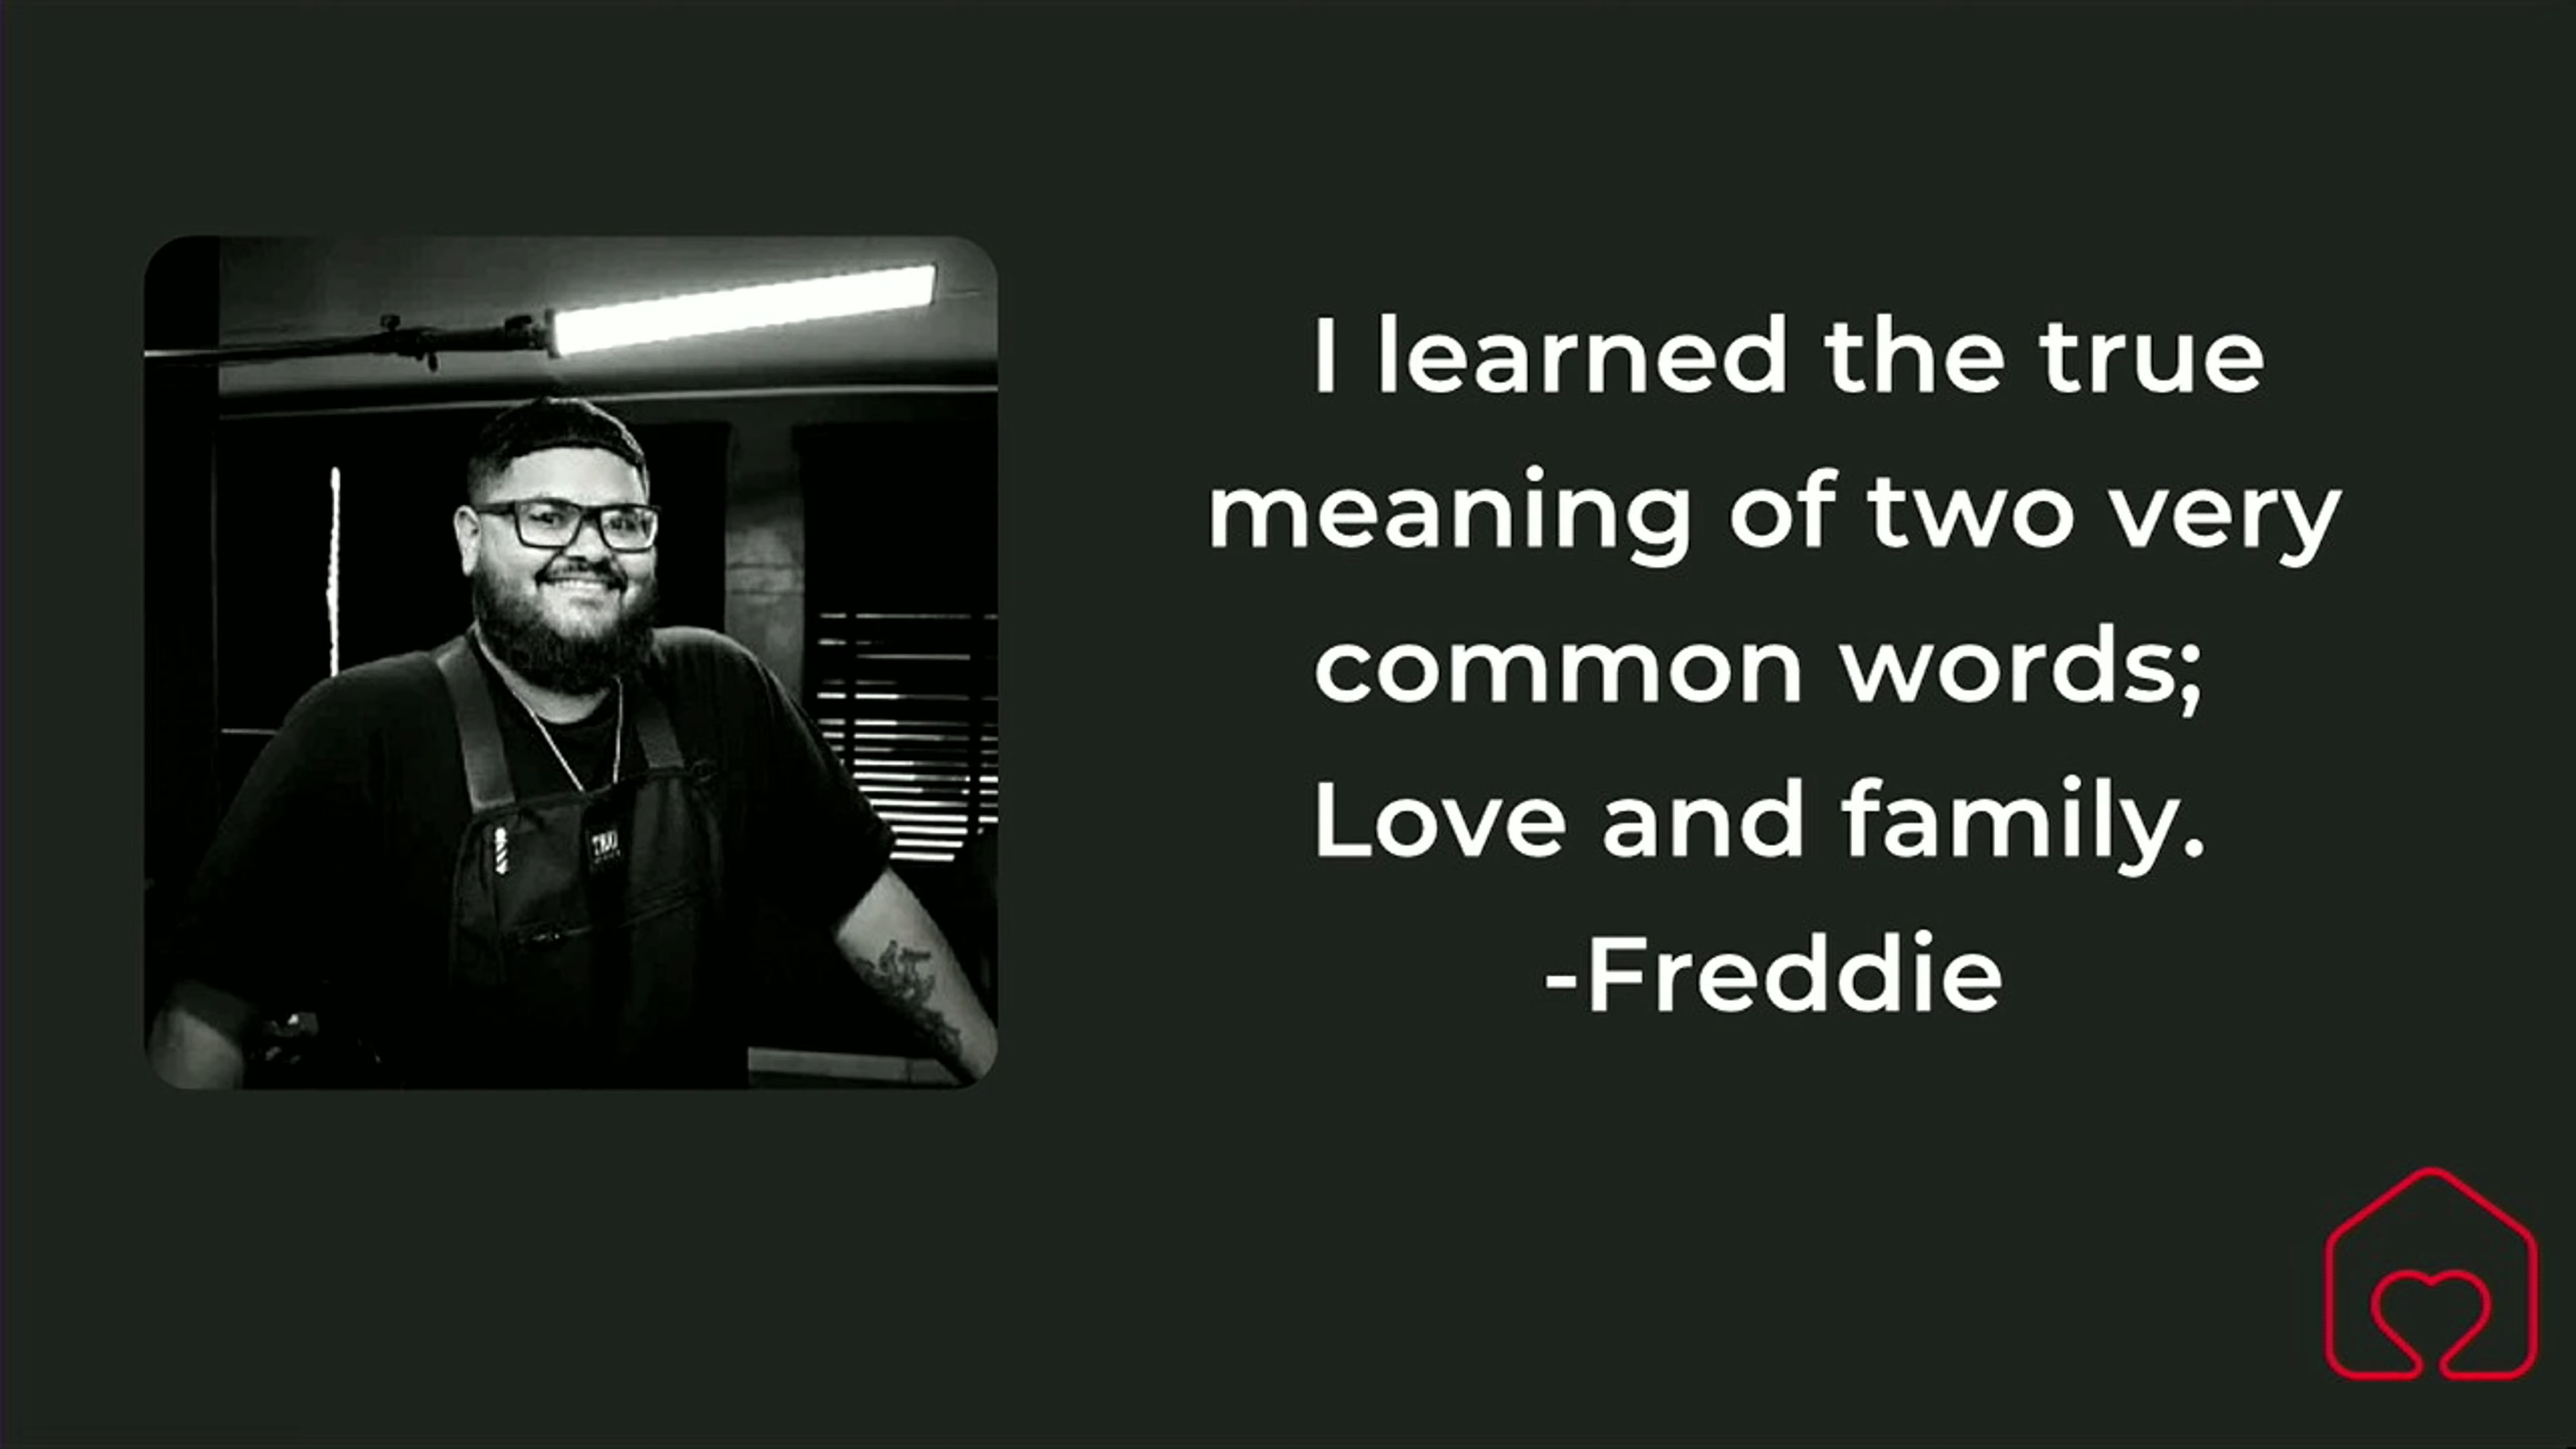 I learned the true
meaning of two very
common words;
Love and family.
-Freddie